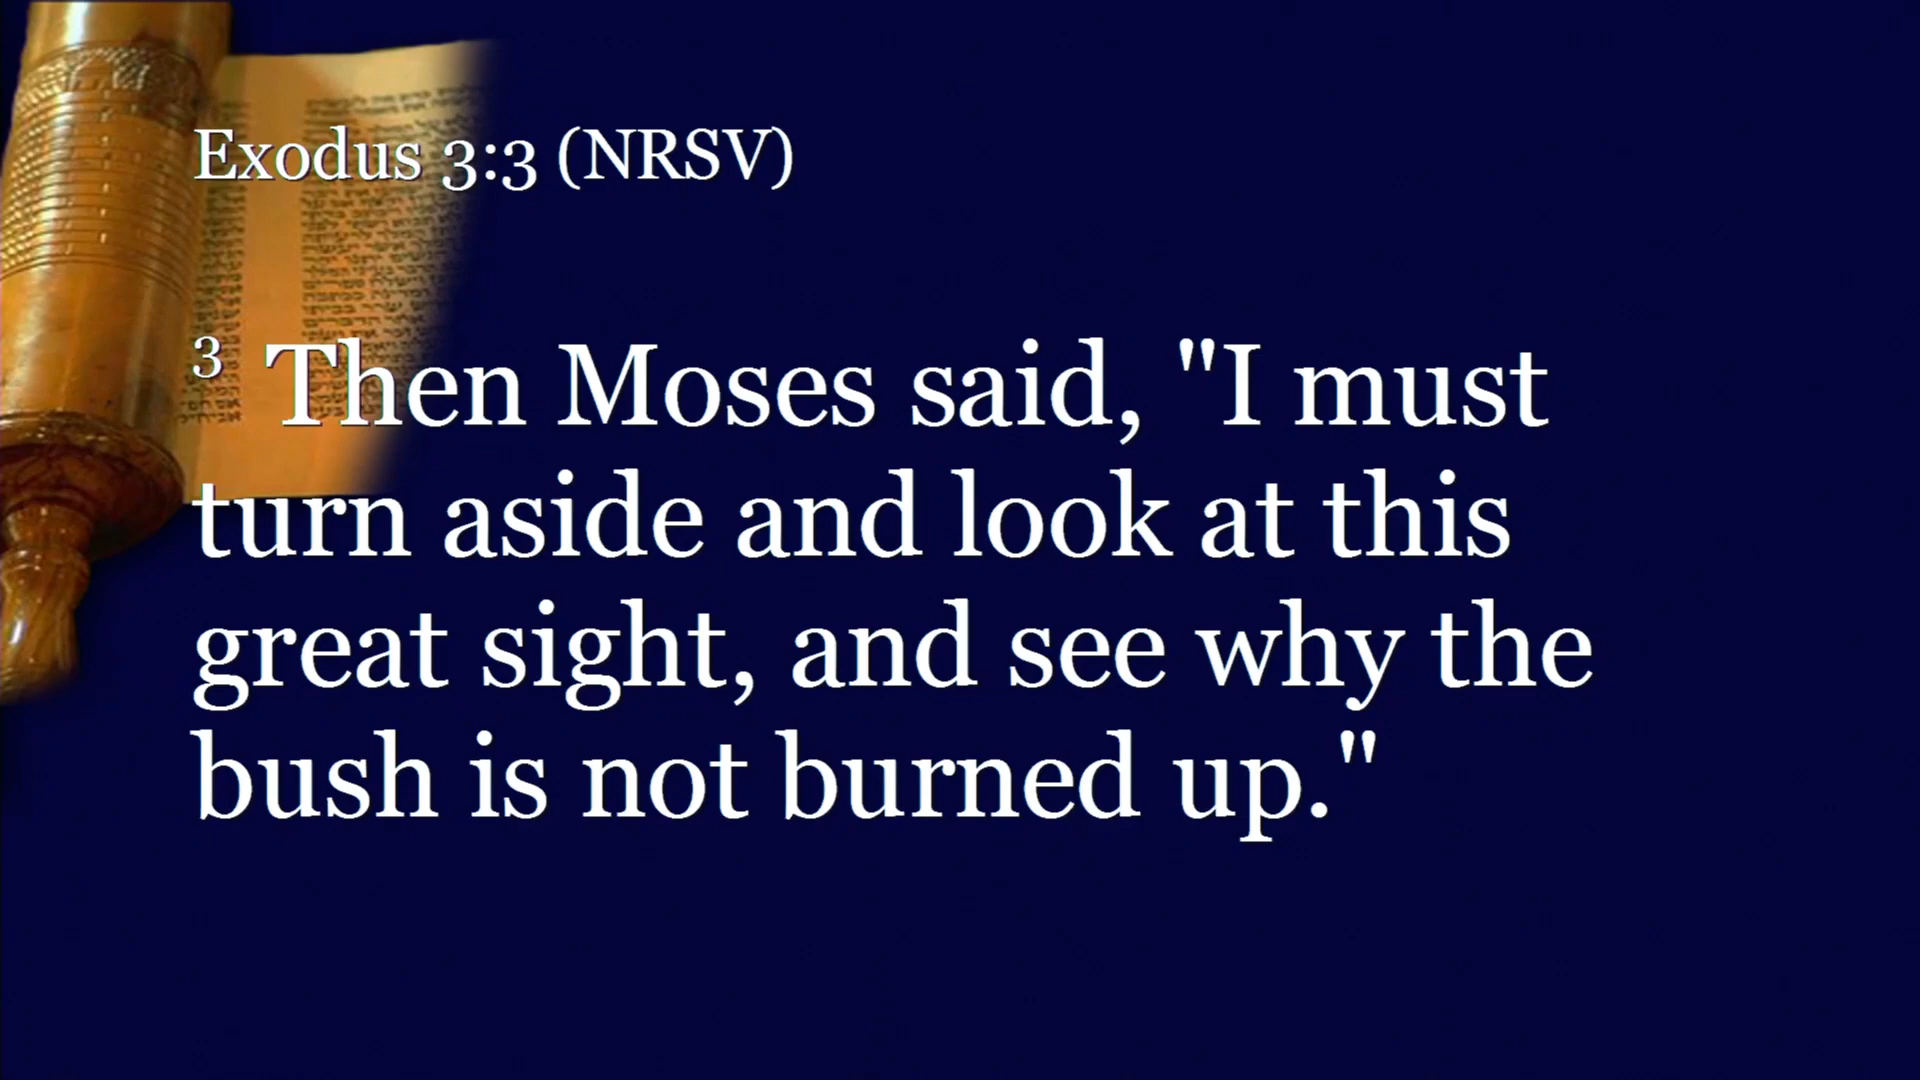 Exodus 3:3 (NRSV)
3 Then Moses said, "I must
turn aside and look at this
great sight, and see why the
bush is not burned up."